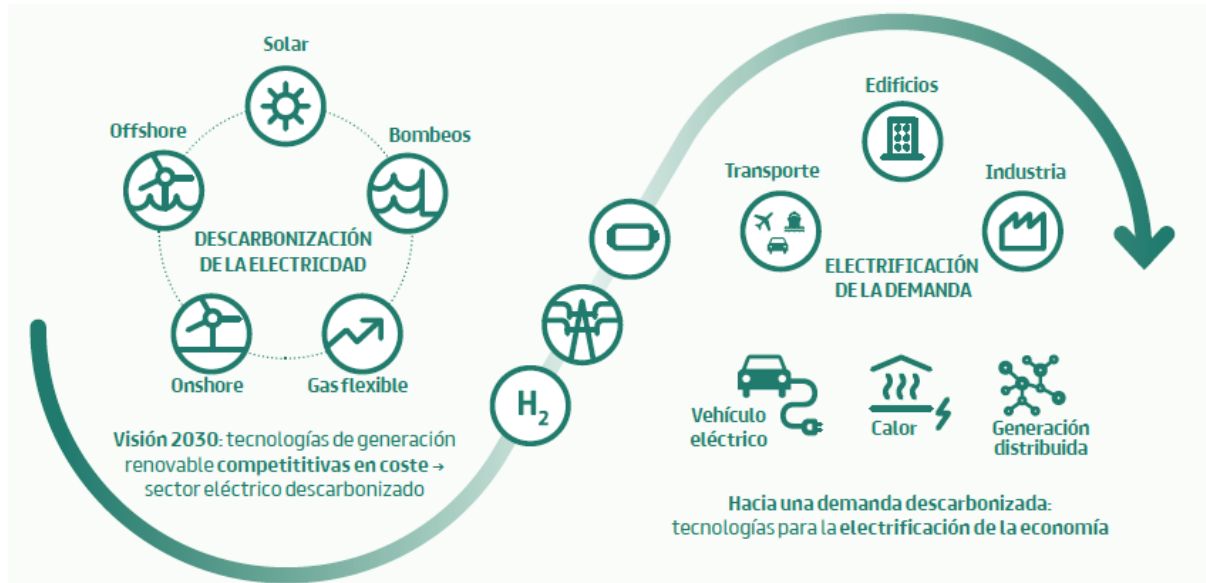 Solar
Offshore
Bombeos
DESCARBONIZACIÓN
DE LA ELECTRICDAD
Onshore
Gas flexible
Visión 2030: tecnologías de generación
renovable competititivas en coste →
sector eléctrico descarbonizado
H₂
Edificios
Transporte
Industria
ELECTRIFICACIÓN
DE LA DEMANDA
Vehículo
eléctrico
Calor
Generación
distribuida
Hacia una demanda descarbonizada:
tecnologías para la electrificación de la economía